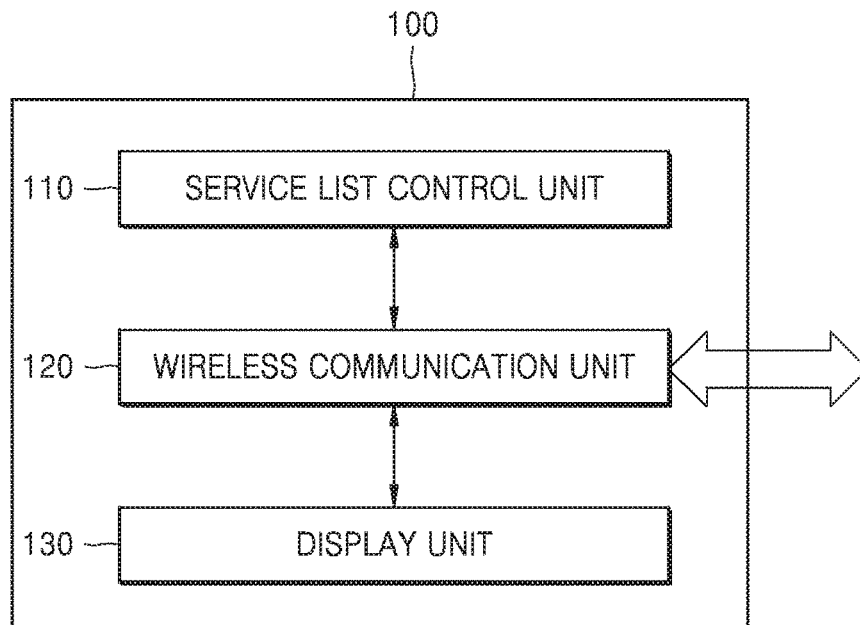 100
110 SERVICE LIST CONTROL UNIT
120 WIRELESS COMMUNICATION UNIT
130 DISPLAY UNIT